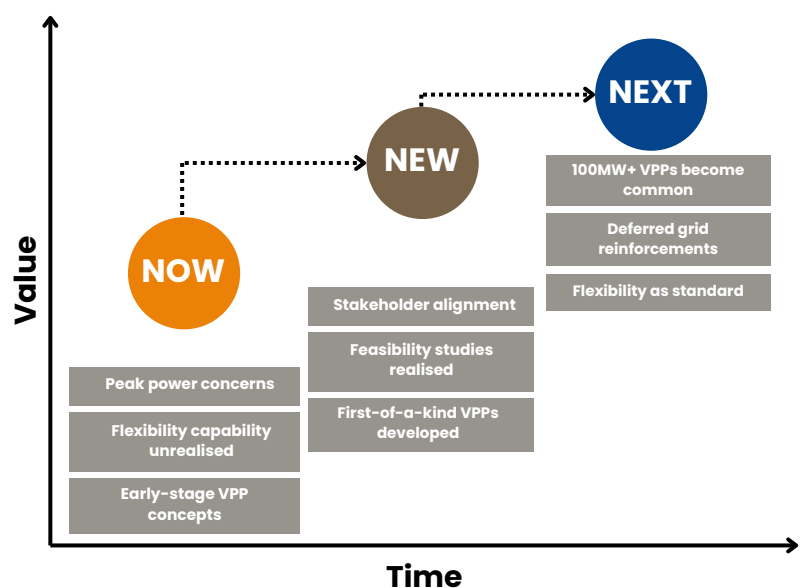 Value
NOW
Peak power concerns
Flexibility capability
unrealised
Early-stage VPP
concepts
NEW
Stakeholder alignment
Feasibility studies
realised
First-of-a-kind VPPs
developed
NEXT
100MW+ VPPs become
common
Deferred grid
reinforcements
Flexibility as standard
Time